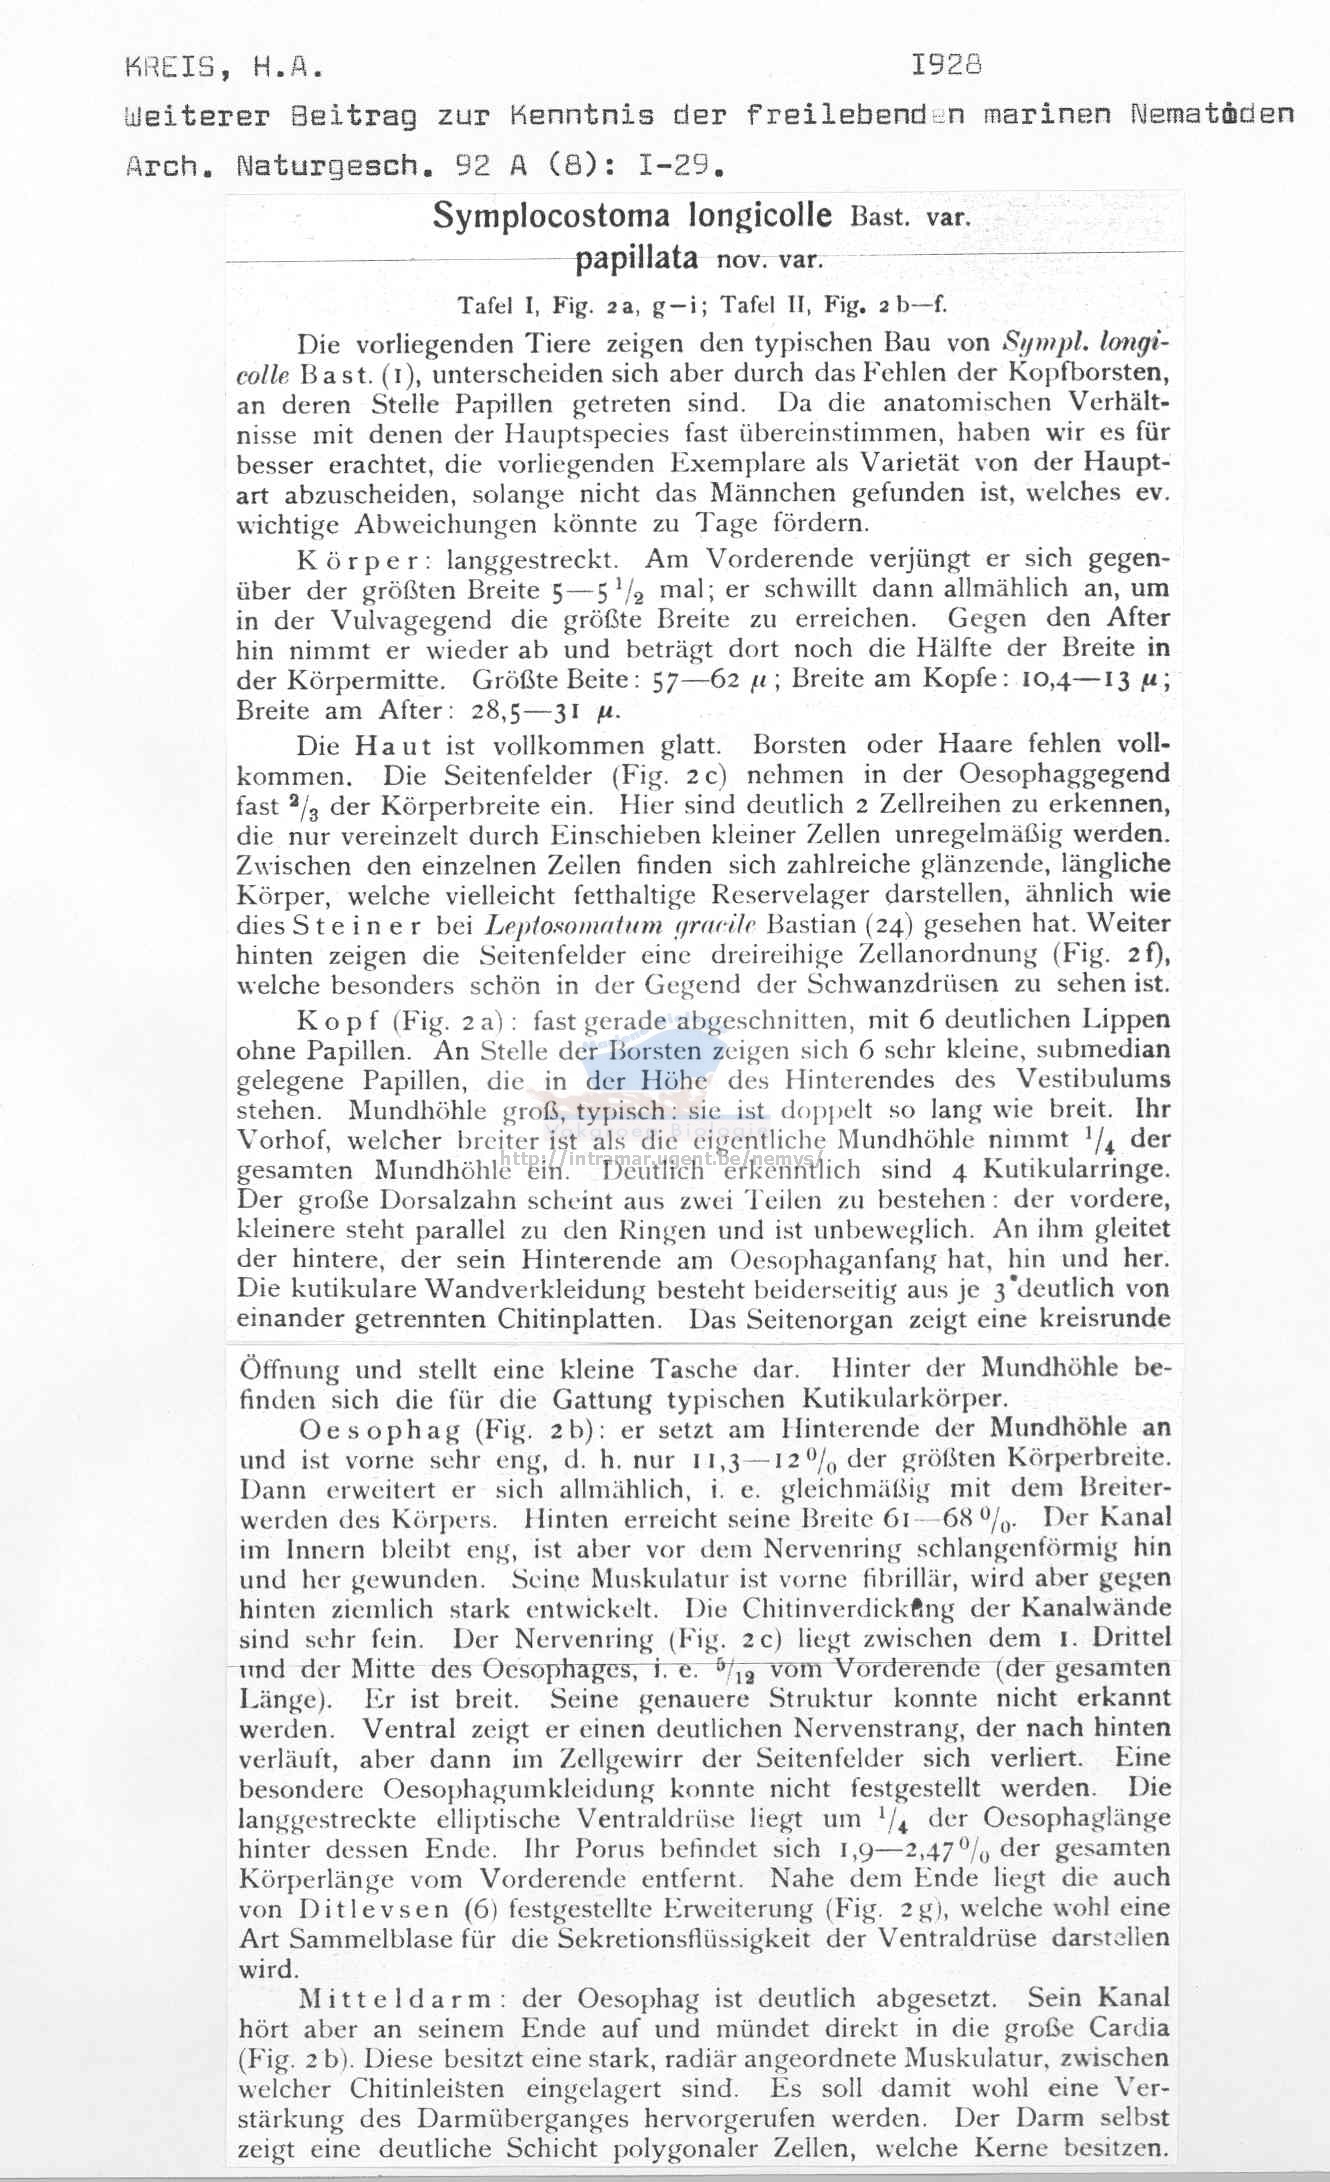 KREIS, H.A. 1928
Weiterer Beitrag zur Kenntnis der freilebenden marinen Nematoden
Arch. Naturgesch. 92 A (8): I-29.
Symplocostoma longicolle Bast. var.
papillata nov. var.
Tafel I, Fig. 2a, g—i; Tafel II, Fig. 2b—f.
Die vorliegenden Tiere zeigen den typischen Bau von Sympl. longi-
colle Bast. (1), unterscheiden sich aber durch das Fehlen der Kopfborsten,
an deren Stelle Papillen getreten sind. Da die anatomischen Verhält-
nisse mit denen der Hauptspecies fast übereinstimmen, haben wir es für
besser erachtet, die vorliegenden Exemplare als Varietät von der Haupt-
art abzuscheiden, solange nicht das Männchen gefunden ist, welches ev.
wichtige Abweichungen könnte zu Tage fördern.
Körper: langgestreckt. Am Vorderende verjüngt er sich gegen-
über der größten Breite 5—5 1/2 mal; er schwillt dann allmählich an, um
in der Vulvagegend die größte Breite zu erreichen. Gegen den After
hin nimmt er wieder ab und beträgt dort noch die Hälfte der Breite in
der Körpermitte. Größte Beite: 57—62 µ; Breite am Kopfe: 10,4—13 µ;
Breite am After: 28,5—31 µ.
Die Haut ist vollkommen glatt. Borsten oder Haare fehlen voll-
kommen. Die Seitenfelder (Fig. 2c) nehmen in der Oesophaggegend
fast 2/3 der Körperbreite ein. Hier sind deutlich 2 Zellreihen zu erkennen,
die nur vereinzelt durch Einschieben kleiner Zellen unregelmäßig werden.
Zwischen den einzelnen Zellen finden sich zahlreiche glänzende, längliche
Körper, welche vielleicht fetthaltige Reservelager darstellen, ähnlich wie
dies Steiner bei Leptosomatum gracile Bastian (24) gesehen hat. Weiter
hinten zeigen die Seitenfelder eine dreireihige Zellanordnung (Fig. 2f),
welche besonders schön in der Gegend der Schwanzdrüsen zu sehen ist.
Kopf (Fig. 2a): fast gerade abgeschnitten, mit 6 deutlichen Lippen
ohne Papillen. An Stelle der Borsten zeigen sich 6 sehr kleine, submedian
gelegene Papillen, die in der Höhe des Hinterendes des Vestibulums
stehen. Mundhöhle groß, typisch: sie ist doppelt so lang wie breit. Ihr
Vorhof, welcher breiter ist als die eigentliche Mundhöhle nimmt 1/4 der
http://intramar.ugent.be/nemys/
gesamten Mundhöhle ein. Deutlich erkenntlich sind 4 Kutikularringe.
Der große Dorsalzahn scheint aus zwei Teilen zu bestehen: der vordere,
kleinere steht parallel zu den Ringen und ist unbeweglich. An ihm gleitet
der hintere, der sein Hinterende am Oesophaganfang hat, hin und her.
Die kutikulare Wandverkleidung besteht beiderseitig aus je 3 deutlich von
einander getrennten Chitinplatten. Das Seitenorgan zeigt eine kreisrunde
Öffnung und stellt eine kleine Tasche dar. Hinter der Mundhöhle be-
finden sich die für die Gattung typischen Kutikularkörper.
Oesophag (Fig. 2b): er setzt am Hinterende der Mundhöhle an
und ist vorne sehr eng, d. h. nur 11,3—12 % der größten Körperbreite.
Dann erweitert er sich allmählich, i. e. gleichmäßig mit dem Breiter-
werden des Körpers. Hinten erreicht seine Breite 61—68 %. Der Kanal
im Innern bleibt eng, ist aber vor dem Nervenring schlangenförmig hin
und her gewunden. Seine Muskulatur ist vorne fibrillär, wird aber gegen
hinten ziemlich stark entwickelt. Die Chitinverdickung der Kanalwände
sind sehr fein. Der Nervenring (Fig. 2c) liegt zwischen dem 1. Drittel
und der Mitte des Oesophages, i. e. 5/12 vom Vorderende (der gesamten
Länge). Er ist breit. Seine genauere Struktur konnte nicht erkannt
werden. Ventral zeigt er einen deutlichen Nervenstrang, der nach hinten
verläuft, aber dann im Zellgewirr der Seitenfelder sich verliert. Eine
besondere Oesophagumkleidung konnte nicht festgestellt werden. Die
langgestreckte elliptische Ventraldrüse liegt um 1/4 der Oesophaglänge
hinter dessen Ende. Ihr Porus befindet sich 1,9—2,47 % der gesamten
Körperlänge vom Vorderende entfernt. Nahe dem Ende liegt die auch
von Ditlevsen (6) festgestellte Erweiterung (Fig. 2g), welche wohl eine
Art Sammelblase für die Sekretionsflüssigkeit der Ventraldrüse darstellen
wird.
Mitteldarm: der Oesophag ist deutlich abgesetzt. Sein Kanal
hört aber an seinem Ende auf und mündet direkt in die große Cardia
(Fig. 2b). Diese besitzt eine stark, radiär angeordnete Muskulatur, zwischen
welcher Chitinleisten eingelagert sind. Es soll damit wohl eine Ver-
stärkung des Darmüberganges hervorgerufen werden. Der Darm selbst
zeigt eine deutliche Schicht polygonaler Zellen, welche Kerne besitzen.